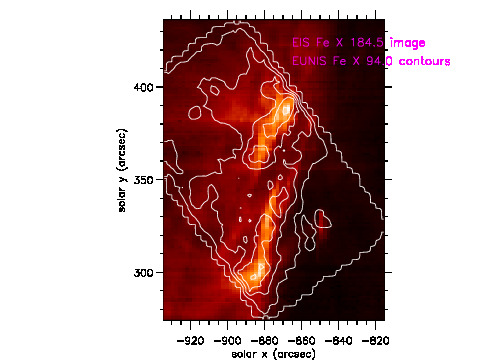 EIS Fe X 184.5 image
EUNIS Fe X 94.0 contours
400
350
300
solar y (arcsec)
−920 −900 −880 −860 −840 −820
solar x (arcsec)